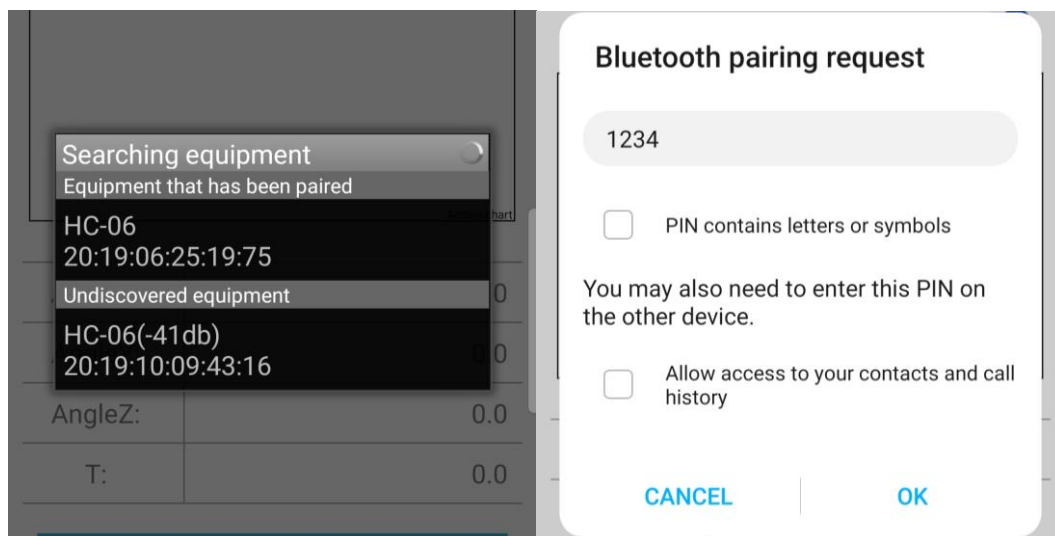 Searching equipment
Equipment that has been paired
HC-06
20:19:06:25:19:75
Undiscovered equipment
HC-06(-41db)
20:19:10:09:43:16
0
0
AngleZ: 0.0
T: 0.0
Bluetooth pairing request
1234
PIN contains letters or symbols
You may also need to enter this PIN on
the other device.
Allow access to your contacts and call
history
CANCEL OK